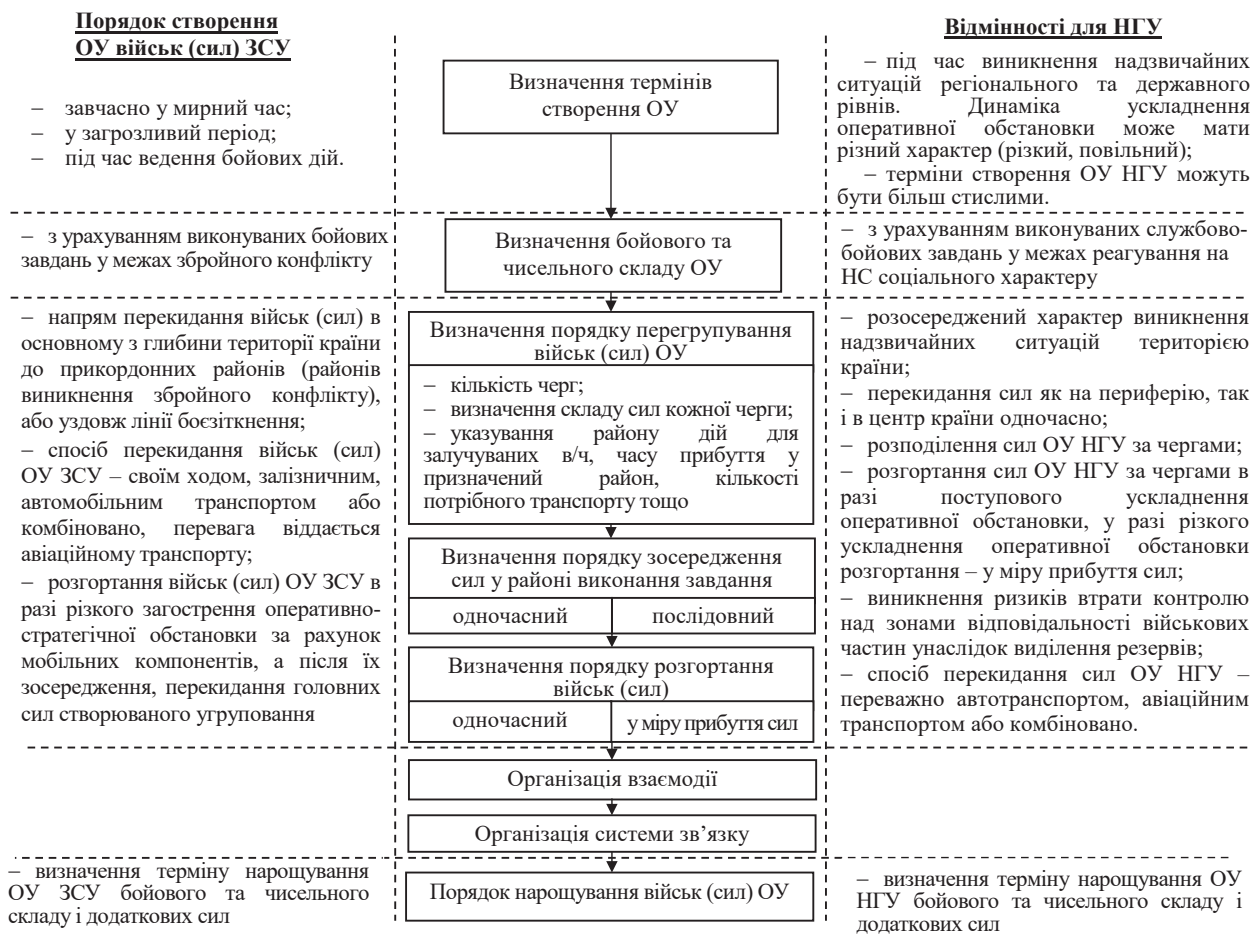 Порядок створення
ОУ військ (сил) ЗСУ
– завчасно у мирний час;
– у загрозливий період;
– під час ведення бойових дій.
Визначення термінів
створення ОУ
Відмінності для НГУ
– під час виникнення надзвичайних
ситуацій регіонального та державного
рівнів. Динаміка ускладнення
оперативної обстановки може мати
різний характер (різкий, повільний);
– терміни створення ОУ НГУ можуть
бути більш стислими.
– з урахуванням виконуваних бойових
завдань у межах збройного конфлікту
Визначення бойового та
чисельного складу ОУ
– з урахуванням виконуваних службово-
бойових завдань у межах реагування на
НС соціального характеру
– напрям перекидання військ (сил) в
основному з глибини території країни
до прикордонних районів (районів
виникнення збройного конфлікту),
або уздовж лінії боєзіткнення;
– спосіб перекидання військ (сил)
ОУ ЗСУ – своїм ходом, залізничним,
автомобільним транспортом або
комбіновано, перевага віддається
авіаційному транспорту;
– розгортання військ (сил) ОУ ЗСУ в
разі різкого загострення оперативно-
стратегічної обстановки за рахунок
мобільних компонентів, а після їх
зосередження, перекидання головних
сил створюваного угруповання
Визначення порядку перегрупування
військ (сил) ОУ
– кількість черг;
– визначення складу сил кожної черги;
– указування району дій для
залучуваних в/ч, часу прибуття у
призначений район, кількості
потрібного транспорту тощо
Визначення порядку зосередження
сил у районі виконання завдання
одночасний послідовний
Визначення порядку розгортання
військ (сил)
одночасний у міру прибуття сил
– розосереджений характер виникнення
надзвичайних ситуацій територією
країни;
– перекидання сил як на периферію, так
і в центр країни одночасно;
– розподілення сил ОУ НГУ за чергами;
– розгортання сил ОУ НГУ за чергами в
разі поступового ускладнення
оперативної обстановки, у разі різкого
ускладнення оперативної обстановки
розгортання – у міру прибуття сил;
– виникнення ризиків втрати контролю
над зонами відповідальності військових
частин унаслідок виділення резервів;
– спосіб перекидання сил ОУ НГУ –
переважно автотранспортом, авіаційним
транспортом або комбіновано.
Організація взаємодії
Організація системи зв’язку
– визначення терміну нарощування
ОУ ЗСУ бойового та чисельного
складу і додаткових сил
Порядок нарощування військ (сил) ОУ
– визначення терміну нарощування ОУ
НГУ бойового та чисельного складу і
додаткових сил